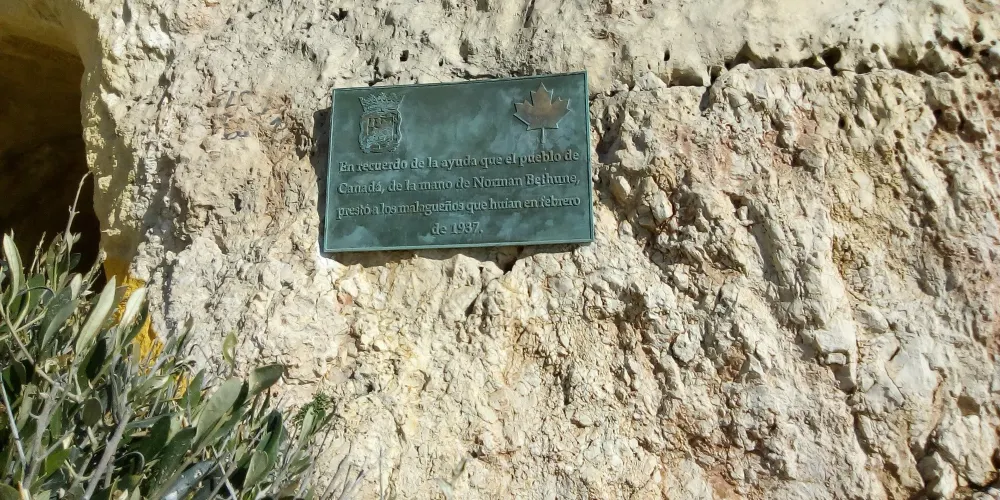 En recuerdo de la ayuda que el pueblo de
Canadá, de la mano de Norman Bethune,
prestó a los malagueños que huían en febrero
de 1937.